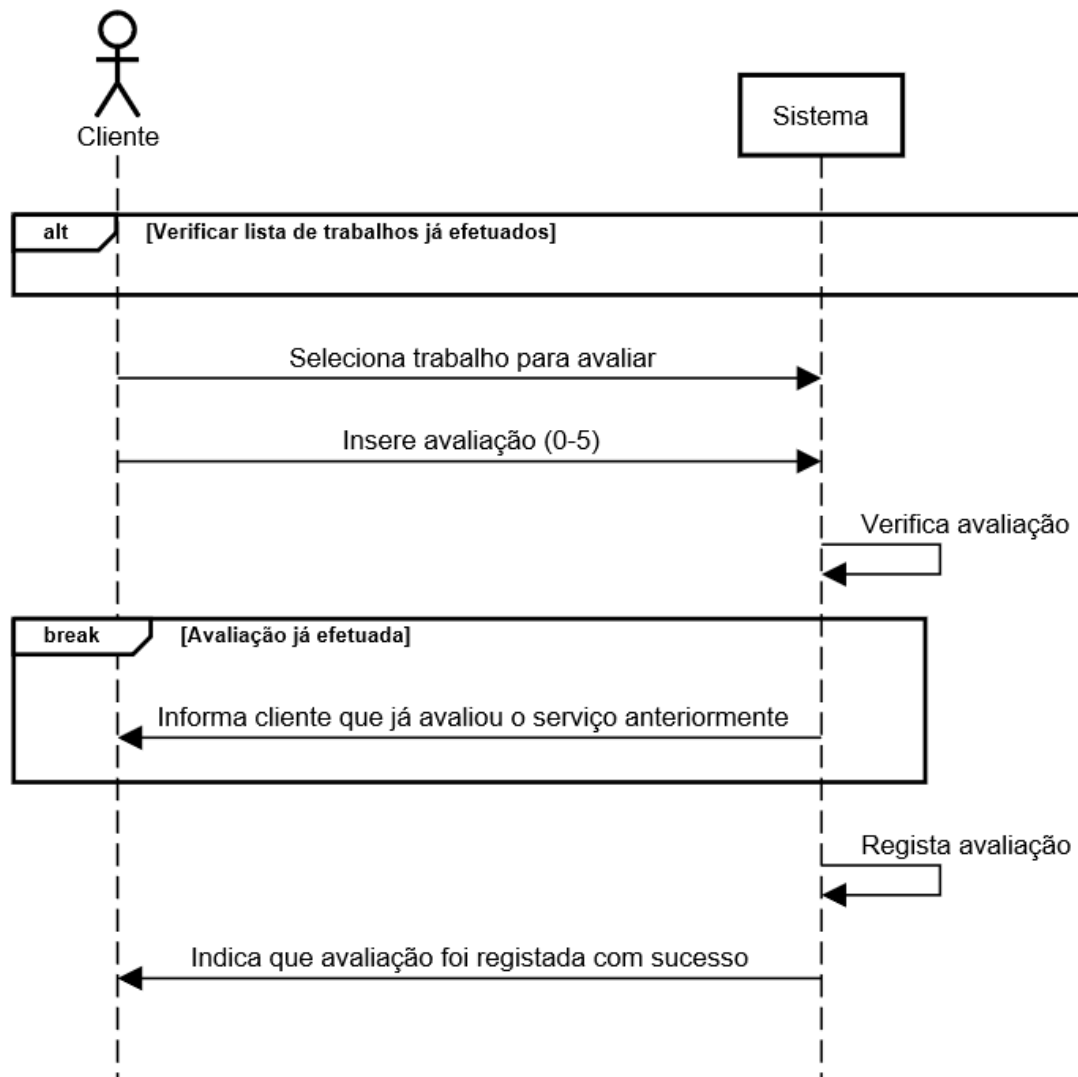 Cliente
Sistema
alt [Verificar lista de trabalhos já efetuados]
Seleciona trabalho para avaliar
Insere avaliação (0-5)
Verifica avaliação
break [Avaliação já efetuada]
Informa cliente que já avaliou o serviço anteriormente
Regista avaliação
Indica que avaliação foi registada com sucesso